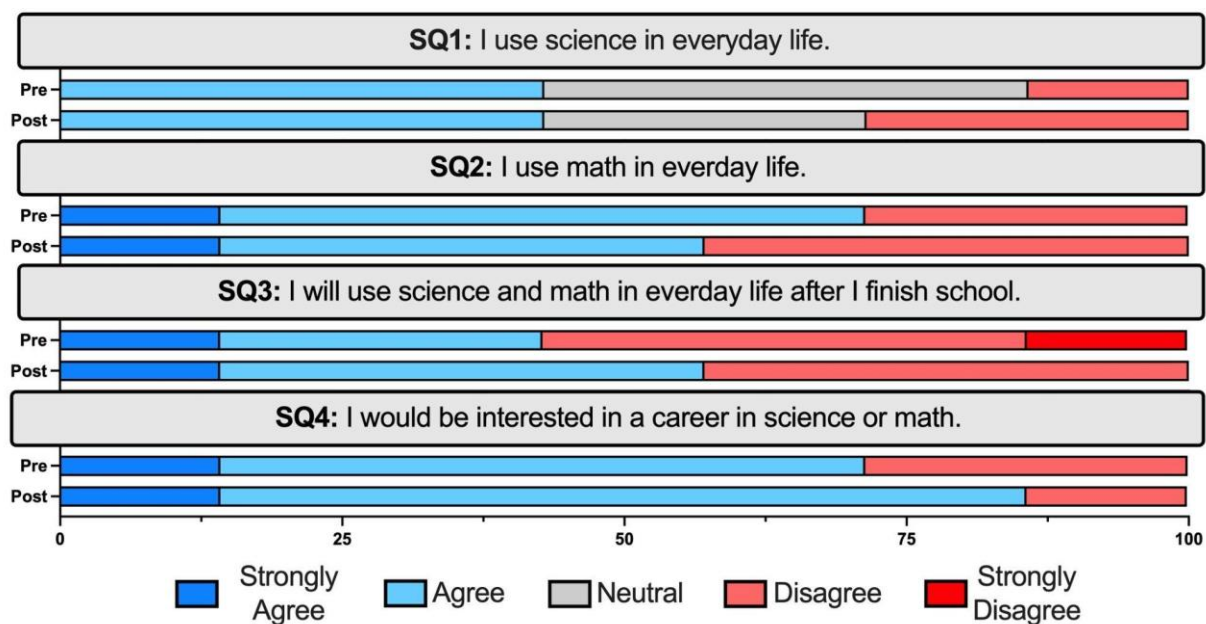 SQ1: I use science in everyday life.
Pre
Post
SQ2: I use math in everday life.
Pre
Post
SQ3: I will use science and math in everday life after I finish school.
Pre
Post
SQ4: I would be interested in a career in science or math.
Pre
Post
0 25 50 75 100
Strongly Agree Neutral Disagree Strongly
Agree Disagree